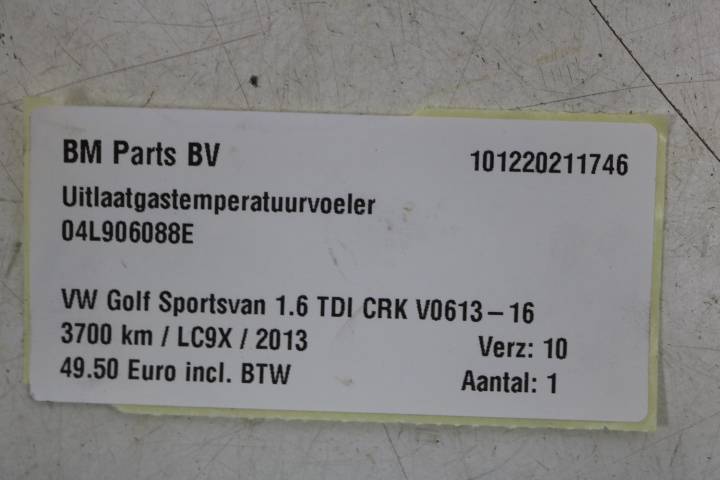 BM Parts BV 101220211746
Uitlaatgastemperatuurvoeler
04L906088E
VW Golf Sportsvan 1.6 TDI CRK V0613-16
3700 km / LC9X / 2013 Verz: 10
49.50 Euro incl. BTW Aantal: 1